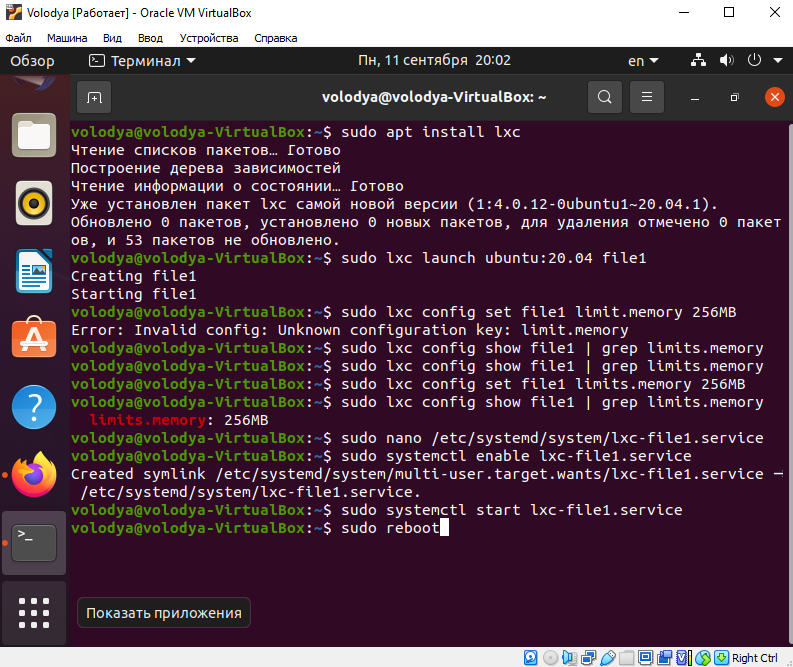 Volodya [Работает] - Oracle VM VirtualBox
Файл Машина Вид Ввод Устройства Справка
Обзор Терминал Пн, 11 сентября 20:02 en
volodya@volodya-VirtualBox: ~
volodya@volodya-VirtualBox:~$ sudo apt install lxc
Чтение списков пакетов… Готово
Построение дерева зависимостей
Чтение информации о состоянии… Готово
Уже установлен пакет lxc самой новой версии (1:4.0.12-0ubuntu1~20.04.1).
Обновлено 0 пакетов, установлено 0 новых пакетов, для удаления отмечено 0 пакет
ов, и 53 пакетов не обновлено.
volodya@volodya-VirtualBox:~$ sudo lxc launch ubuntu:20.04 file1
Creating file1
Starting file1
volodya@volodya-VirtualBox:~$ sudo lxc config set file1 limit.memory 256MB
Error: Invalid config: Unknown configuration key: limit.memory
volodya@volodya-VirtualBox:~$ sudo lxc config show file1 | grep limits.memory
volodya@volodya-VirtualBox:~$ sudo lxc config show file1 | grep limits.memory
volodya@volodya-VirtualBox:~$ sudo lxc config set file1 limits.memory 256MB
volodya@volodya-VirtualBox:~$ sudo lxc config show file1 | grep limits.memory
limits.memory: 256MB
volodya@volodya-VirtualBox:~$ sudo nano /etc/systemd/system/lxc-file1.service
volodya@volodya-VirtualBox:~$ sudo systemctl enable lxc-file1.service
Created symlink /etc/systemd/system/multi-user.target.wants/lxc-file1.service →
/etc/systemd/system/lxc-file1.service.
volodya@volodya-VirtualBox:~$ sudo systemctl start lxc-file1.service
volodya@volodya-VirtualBox:~$ sudo reboot
Показать приложения
Right Ctrl